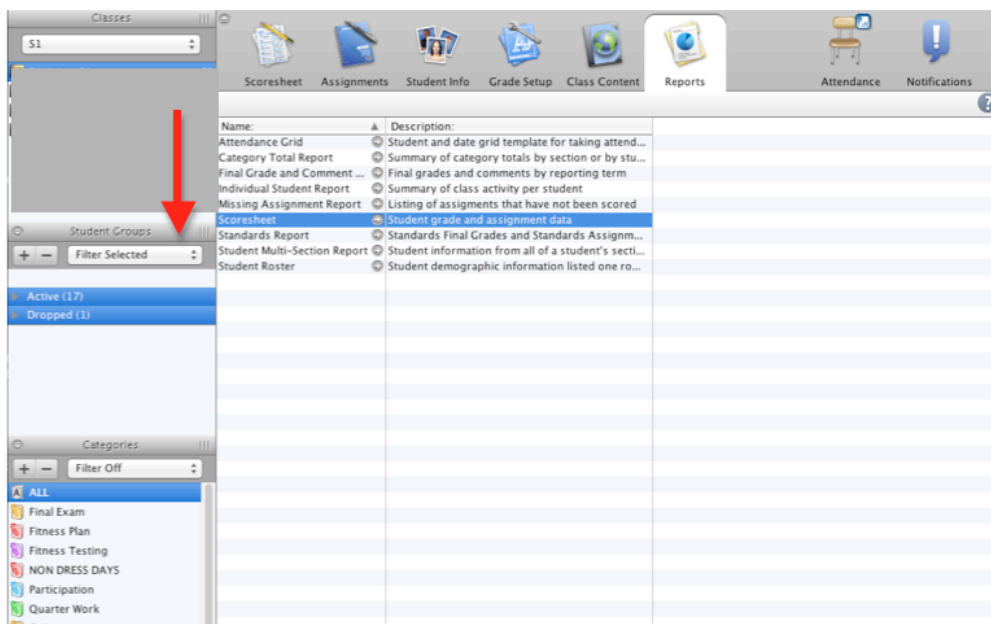 Classes
S1
Scoresheet Assignments Student Info Grade Setup Class Content Reports Attendance Notifications
?
Name: Description:
Attendance Grid Student and date grid template for taking attend...
Category Total Report Summary of category totals by section or by stu...
Final Grade and Comment ... Final grades and comments by reporting term
Individual Student Report Summary of class activity per student
Missing Assignment Report Listing of assigments that have not been scored
Scoresheet Student grade and assignment data
Standards Report Standards Final Grades and Standards Assignm...
Student Multi-Section Report Student information from all of a student's secti...
Student Roster Student demographic information listed one ro...
Student Groups
+ − Filter Selected
Active (17)
Dropped (1)
Categories
+ − Filter Off
ALL
Final Exam
Fitness Plan
Fitness Testing
NON DRESS DAYS
Participation
Quarter Work